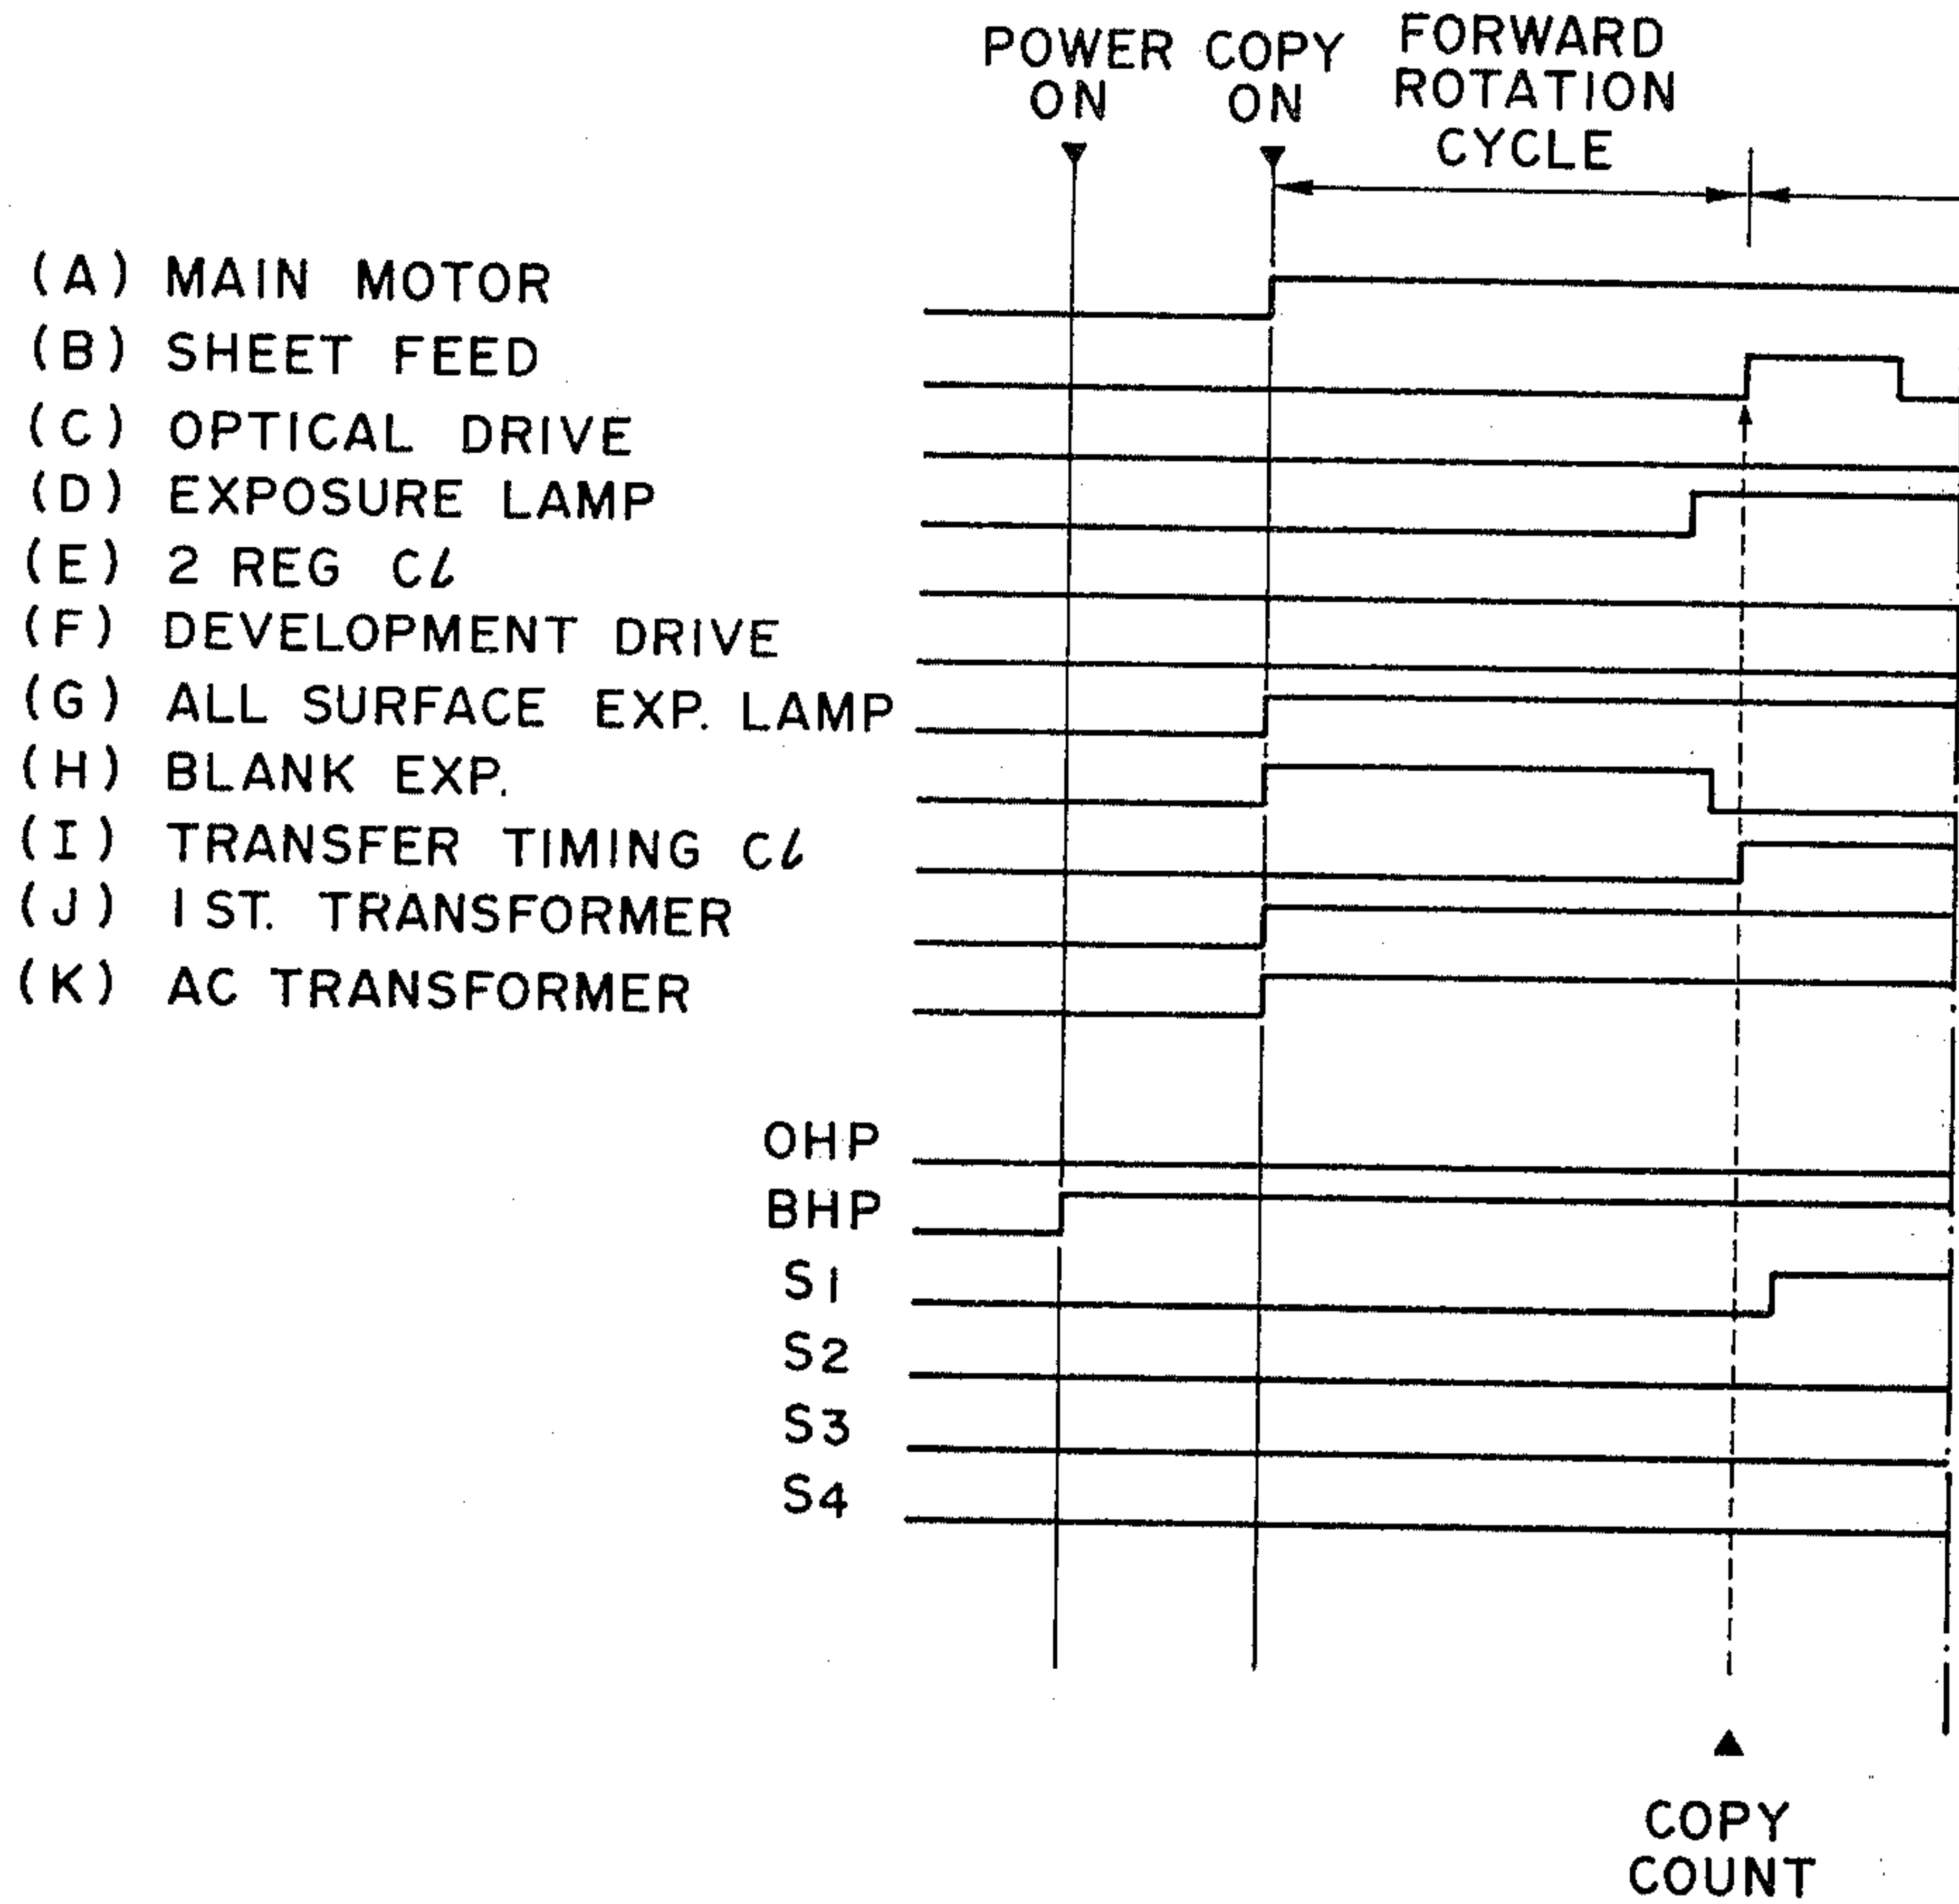 POWER ON
COPY ON
FORWARD
ROTATION
CYCLE
(A) MAIN MOTOR
(B) SHEET FEED
(C) OPTICAL DRIVE
(D) EXPOSURE LAMP
(E) 2 REG Cℓ
(F) DEVELOPMENT DRIVE
(G) ALL SURFACE EXP. LAMP
(H) BLANK EXP.
(I) TRANSFER TIMING Cℓ
(J) 1 ST. TRANSFORMER
(K) AC TRANSFORMER
OHP
BHP
S1
S2
S3
S4
COPY
COUNT